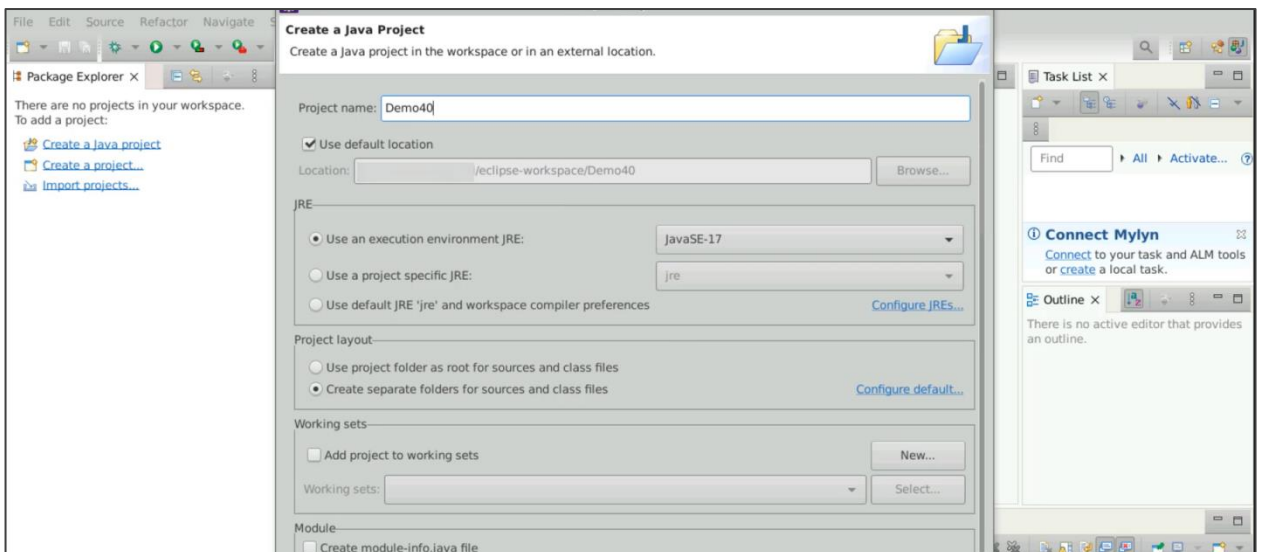 File Edit Source Refactor Navigate
Create a Java Project
Create a Java project in the workspace or in an external location.
Package Explorer
There are no projects in your workspace.
To add a project:
Create a Java project
Create a project...
Import projects...
Project name: Demo40
Use default location
Location: /eclipse-workspace/Demo40 Browse...
JRE
Use an execution environment JRE: JavaSE-17
Use a project specific JRE: jre
Use default JRE 'jre' and workspace compiler preferences Configure JREs...
Project layout
Use project folder as root for sources and class files
Create separate folders for sources and class files Configure default...
Working sets
Add project to working sets New...
Working sets: Select...
Module
Create module-info.java file
Task List
Find All Activate...
Connect Mylyn
Connect to your task and ALM tools
or create a local task.
Outline
There is no active editor that provides
an outline.